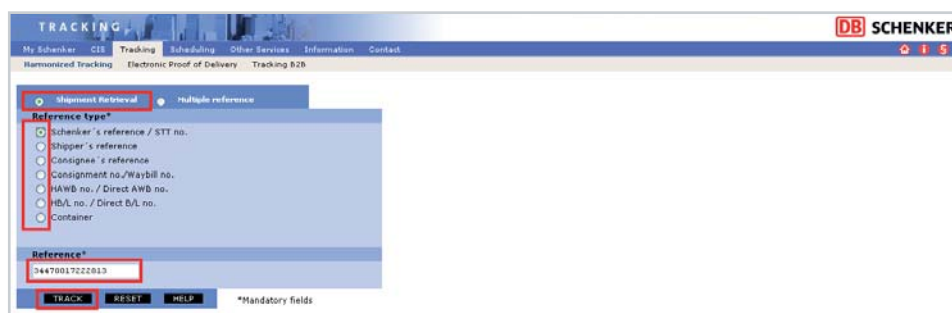 TRACKING
DB SCHENKER
My Schenker CIS Tracking Scheduling Other Services Information Contact
Harmonized Tracking Electronic Proof of Delivery Tracking B2B
Shipment Retrieval Multiple reference
Reference type*
Schenker´s reference / STT no.
Shipper´s reference
Consignee´s reference
Consignment no./Waybill no.
HAWB no. / Direct AWB no.
HB/L no. / Direct B/L no.
Container
Reference*
34470017222813
TRACK RESET HELP *Mandatory fields